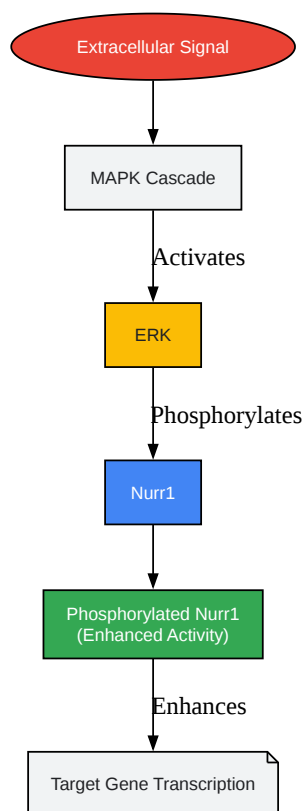 Extracellular Signal
MAPK Cascade
Activates
ERK
Phosphorylates
Nurr1
Phosphorylated Nurr1
(Enhanced Activity)
Enhances
Target Gene Transcription